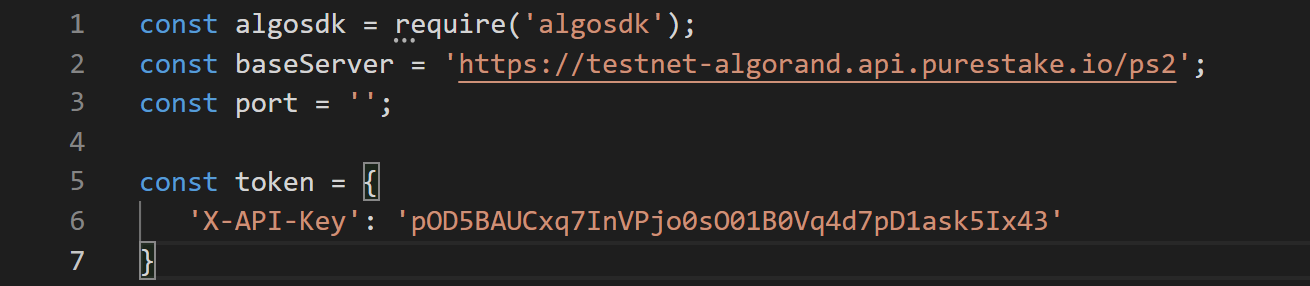 1 const algosdk = require('algosdk');
2 const baseServer = 'https://testnet-algorand.api.purestake.io/ps2';
3 const port = '';
4
5 const token = {
6 'X-API-Key': 'pOD5BAUCxq7InVPjo0sO01B0Vq4d7pD1ask5Ix43'
7 }